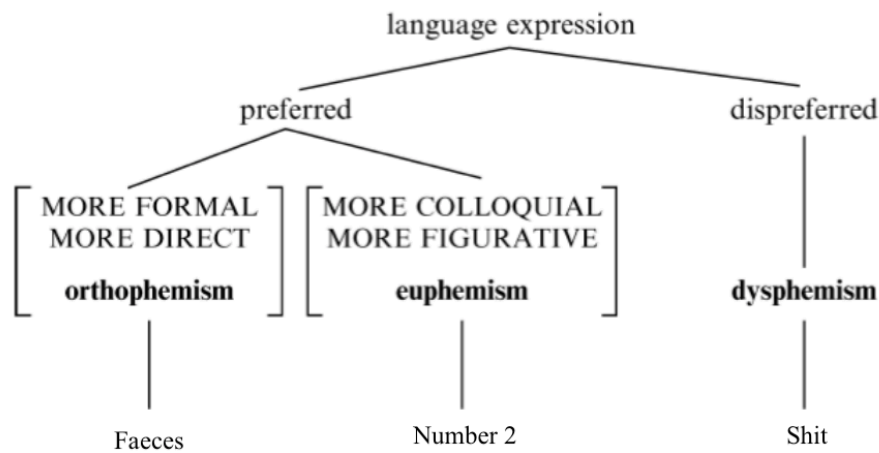 language expression
preferred
dispreferred
MORE FORMAL
MORE DIRECT
orthophemism
MORE COLLOQUIAL
MORE FIGURATIVE
euphemism
dysphemism
Faeces
Number 2
Shit